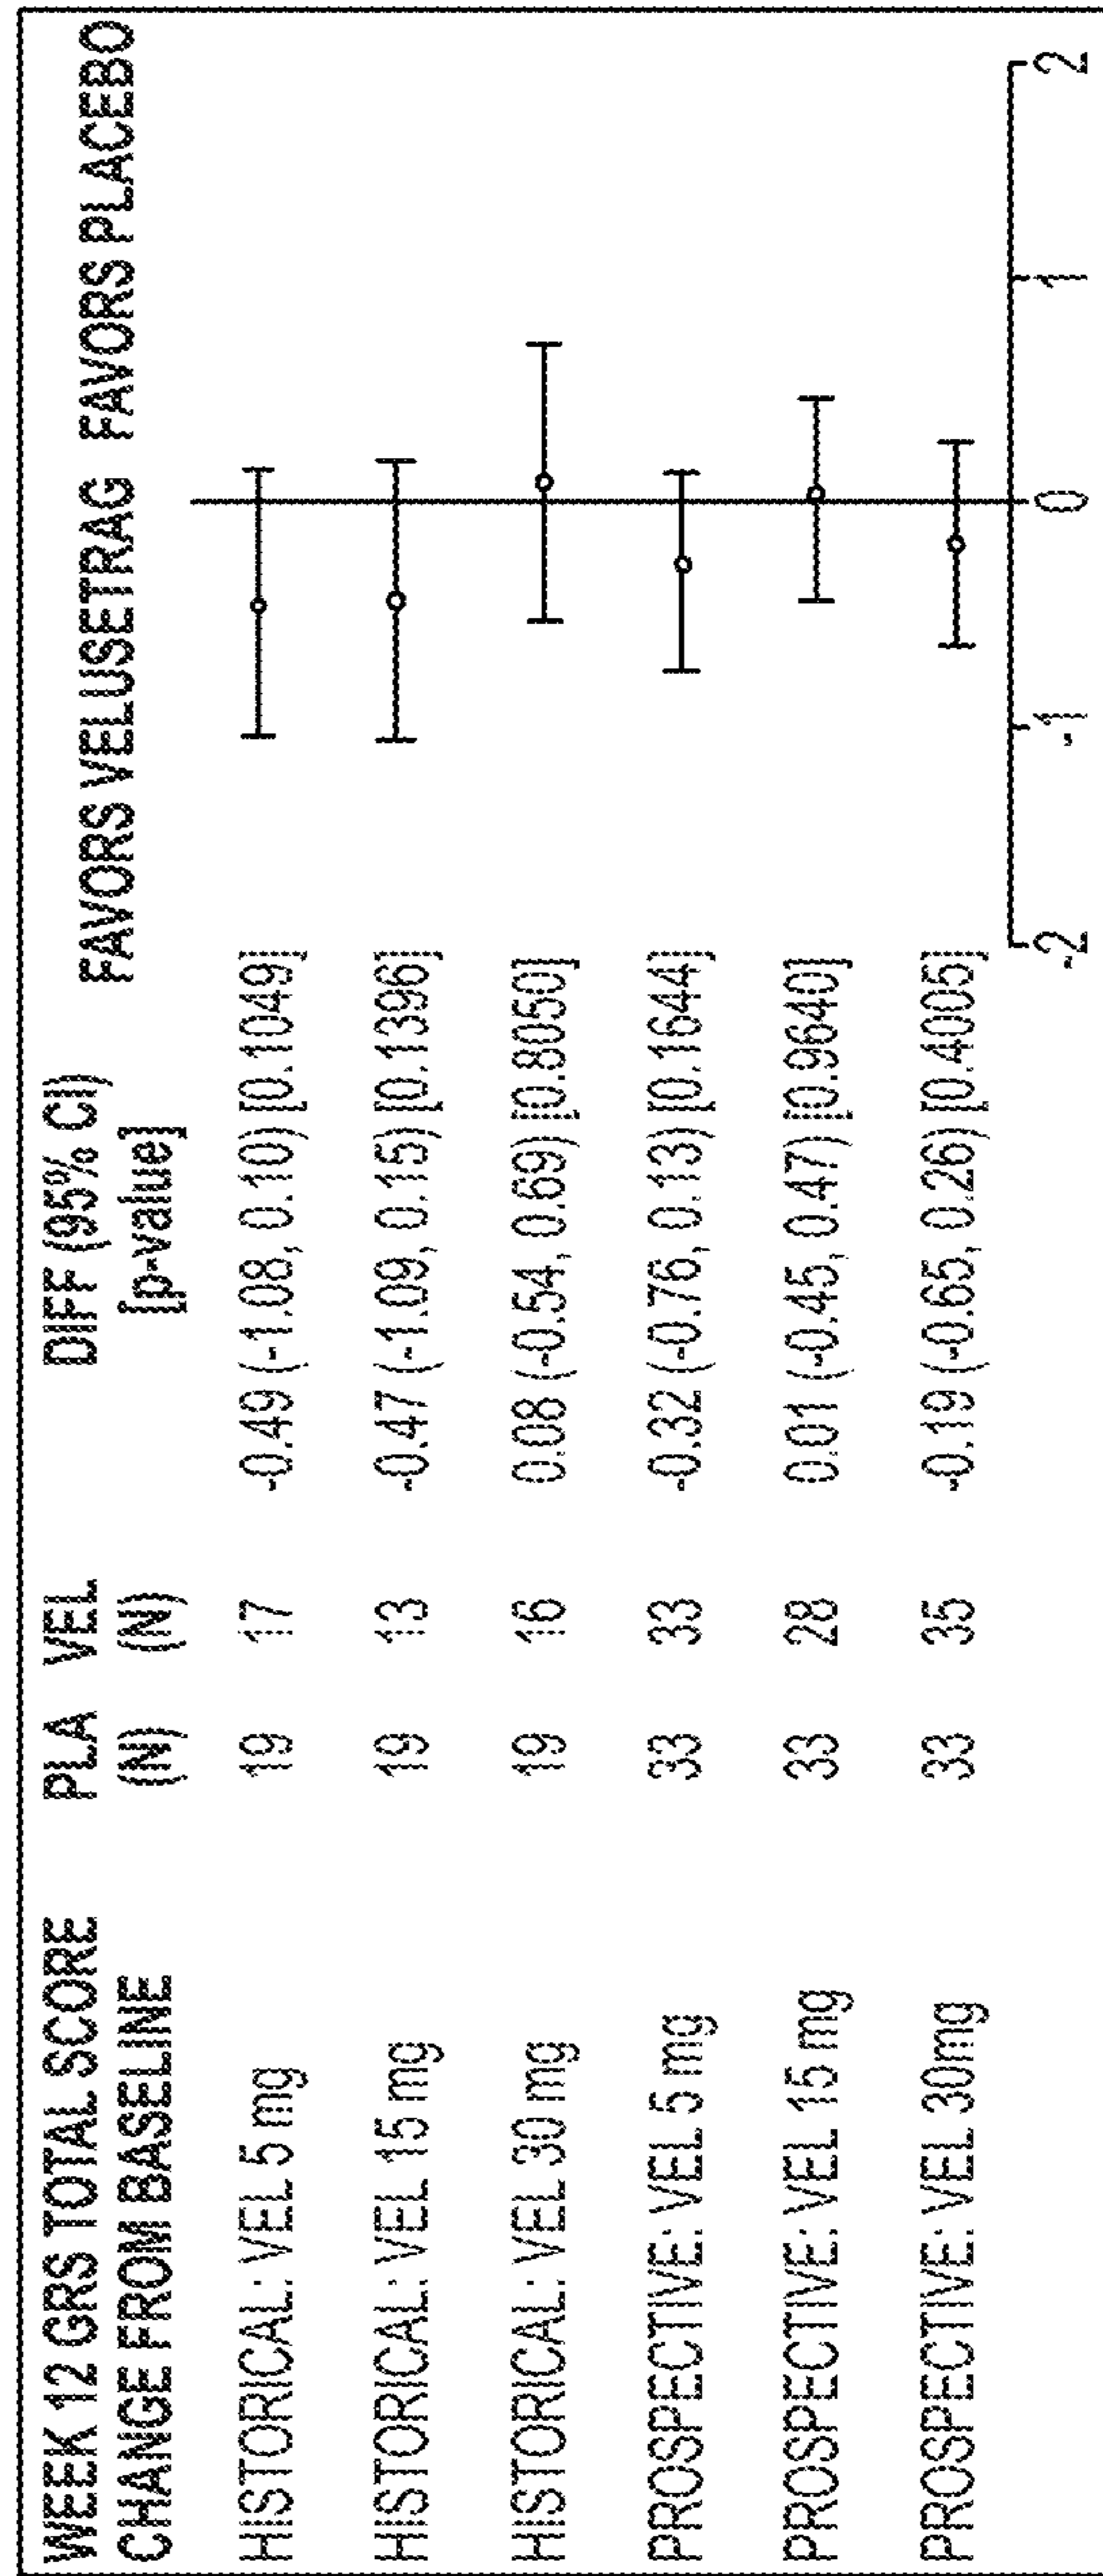 WEEK 12 GRS TOTAL SCORE PLA VEL DIFF (95% CI) FAVORS VELUSETRAG FAVORS PLACEBO
CHANGE FROM BASELINE (N) (N) [p-value]
HISTORICAL: VEL 5 mg 19 17 -0.49 (-1.08, 0.10) [0.1049]
HISTORICAL: VEL 15 mg 19 13 -0.47 (-1.09, 0.15) [0.1396]
HISTORICAL: VEL 30 mg 19 16 0.08 (-0.54, 0.69) [0.8050]
PROSPECTIVE: VEL 5 mg 33 33 -0.32 (-0.76, 0.13) [0.1644]
PROSPECTIVE: VEL 15 mg 33 28 0.01 (-0.45, 0.47) [0.9640]
PROSPECTIVE: VEL 30mg 33 35 -0.19 (-0.65, 0.26) [0.4005]
-2 -1 0 1 2